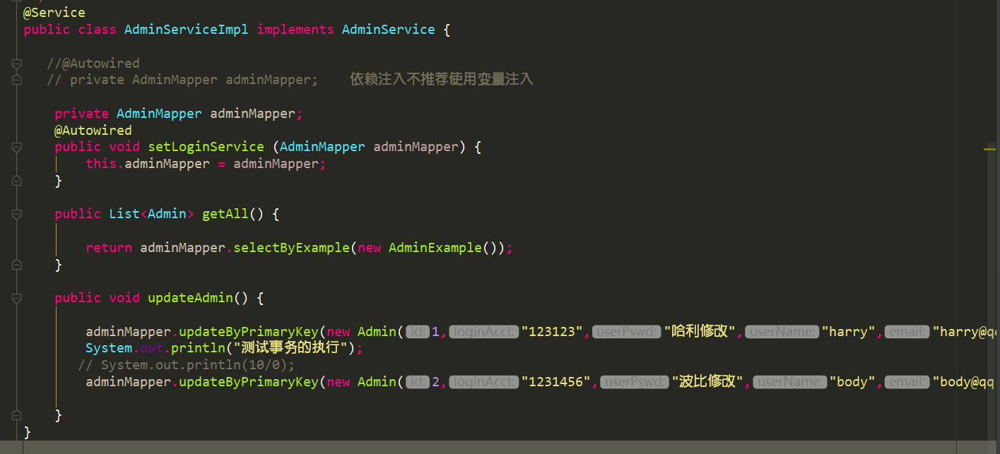 @Service
public class AdminServiceImpl implements AdminService {
//@Autowired
// private AdminMapper adminMapper;    依赖注入不推荐使用变量注入
private AdminMapper adminMapper;
@Autowired
public void setLoginService (AdminMapper adminMapper) {
this.adminMapper = adminMapper;
}
public List<Admin> getAll() {
return adminMapper.selectByExample(new AdminExample());
}
public void updateAdmin() {
adminMapper.updateByPrimaryKey(new Admin( id: 1, loginAcct: "123123", userPswd: "哈利修改", userName: "harry", email: "harry@q
System.out.println("测试事务的执行");
// System.out.println(10/0);
adminMapper.updateByPrimaryKey(new Admin( id: 2, loginAcct: "1231456", userPswd: "波比修改", userName: "body", email: "body@qq
}
}